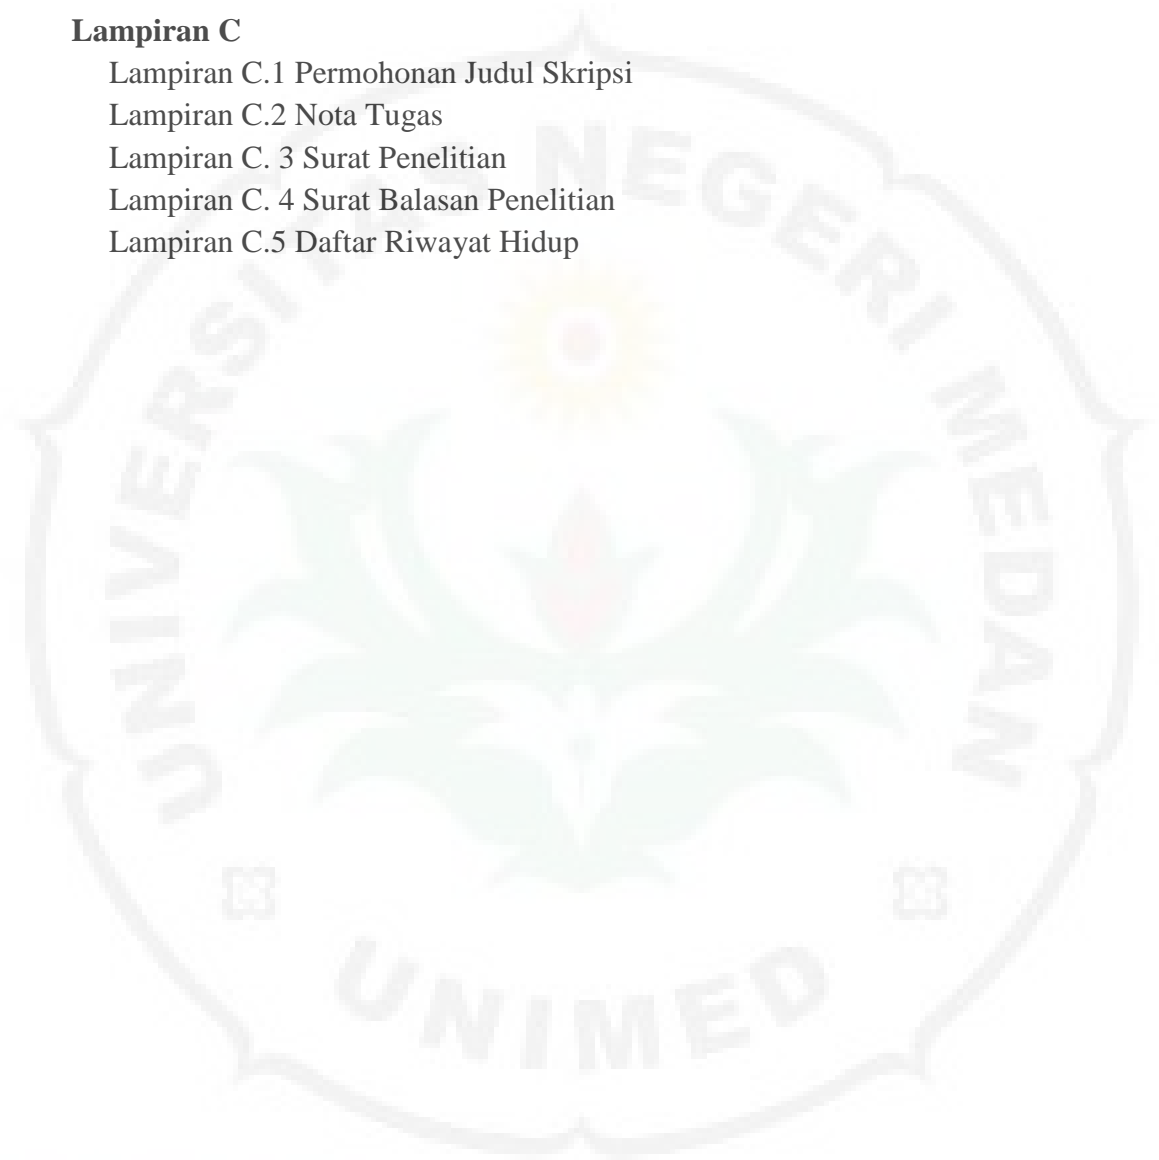 Lampiran C
Lampiran C.1 Permohonan Judul Skripsi
Lampiran C.2 Nota Tugas
Lampiran C. 3 Surat Penelitian
Lampiran C. 4 Surat Balasan Penelitian
Lampiran C.5 Daftar Riwayat Hidup
UNIVERSITAS NEGERI MEDAN
UNIMED